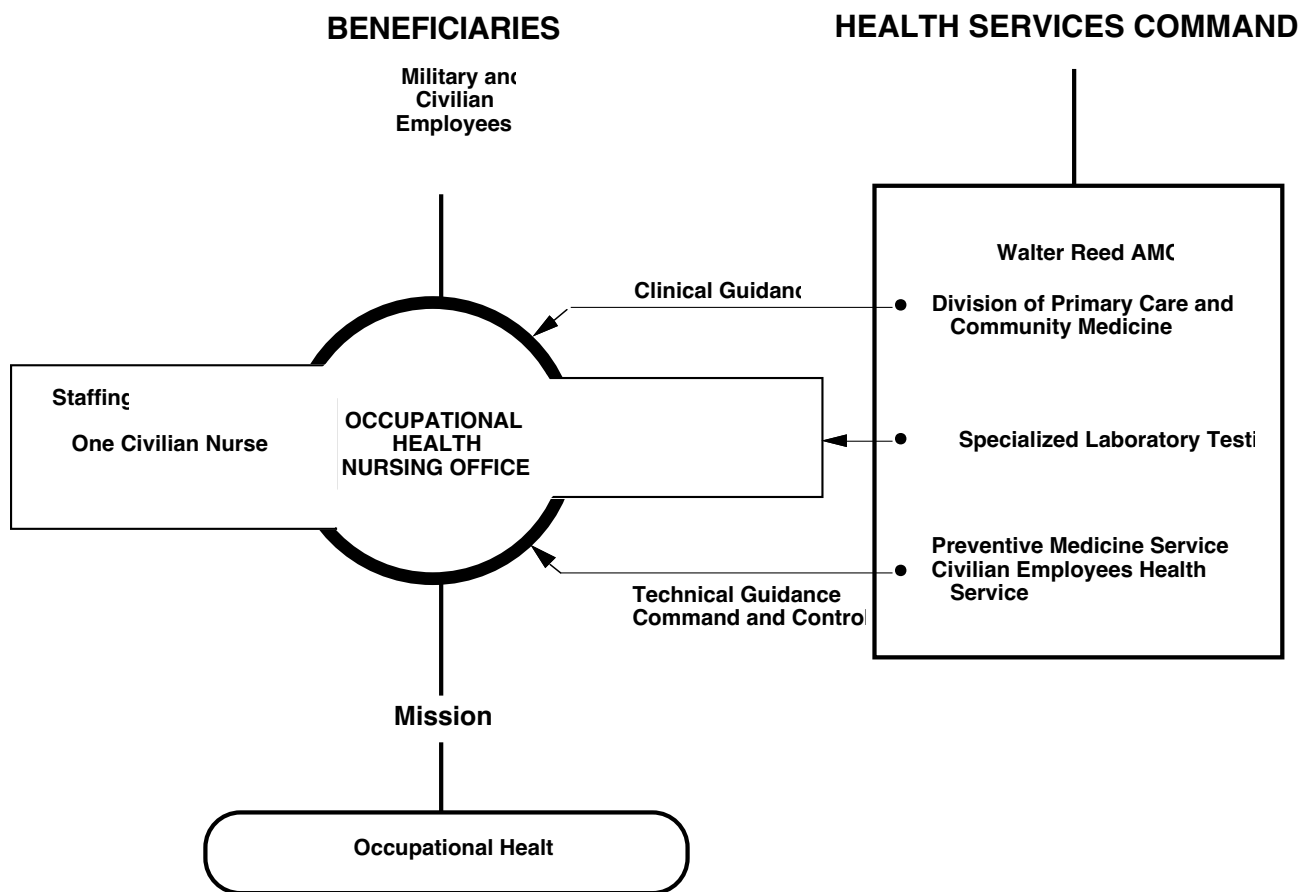 BENEFICIARIES
HEALTH SERVICES COMMAND
Military and
Civilian
Employees
Walter Reed AMC
Clinical Guidanc
Division of Primary Care and
Community Medicine
Staffing
One Civilian Nurse
OCCUPATIONAL
HEALTH
NURSING OFFICE
Specialized Laboratory Testi
Preventive Medicine Service
Civilian Employees Health
Service
Technical Guidance
Command and Control
Mission
Occupational Healt